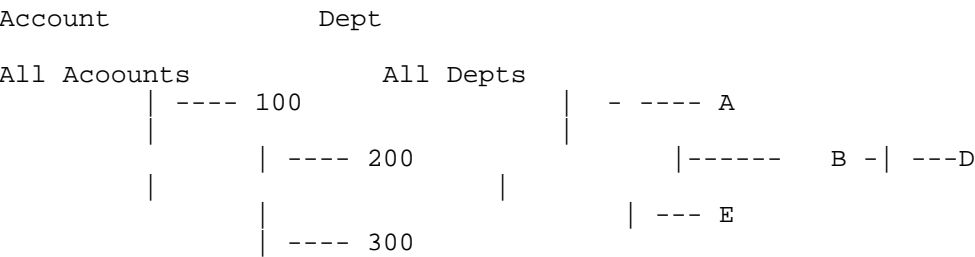 Account Dept
All Acoounts All Depts
| ---- 100 | - ---- A
| |
| ---- 200 |------ B -| ---D
| |
| | --- E
| ---- 300